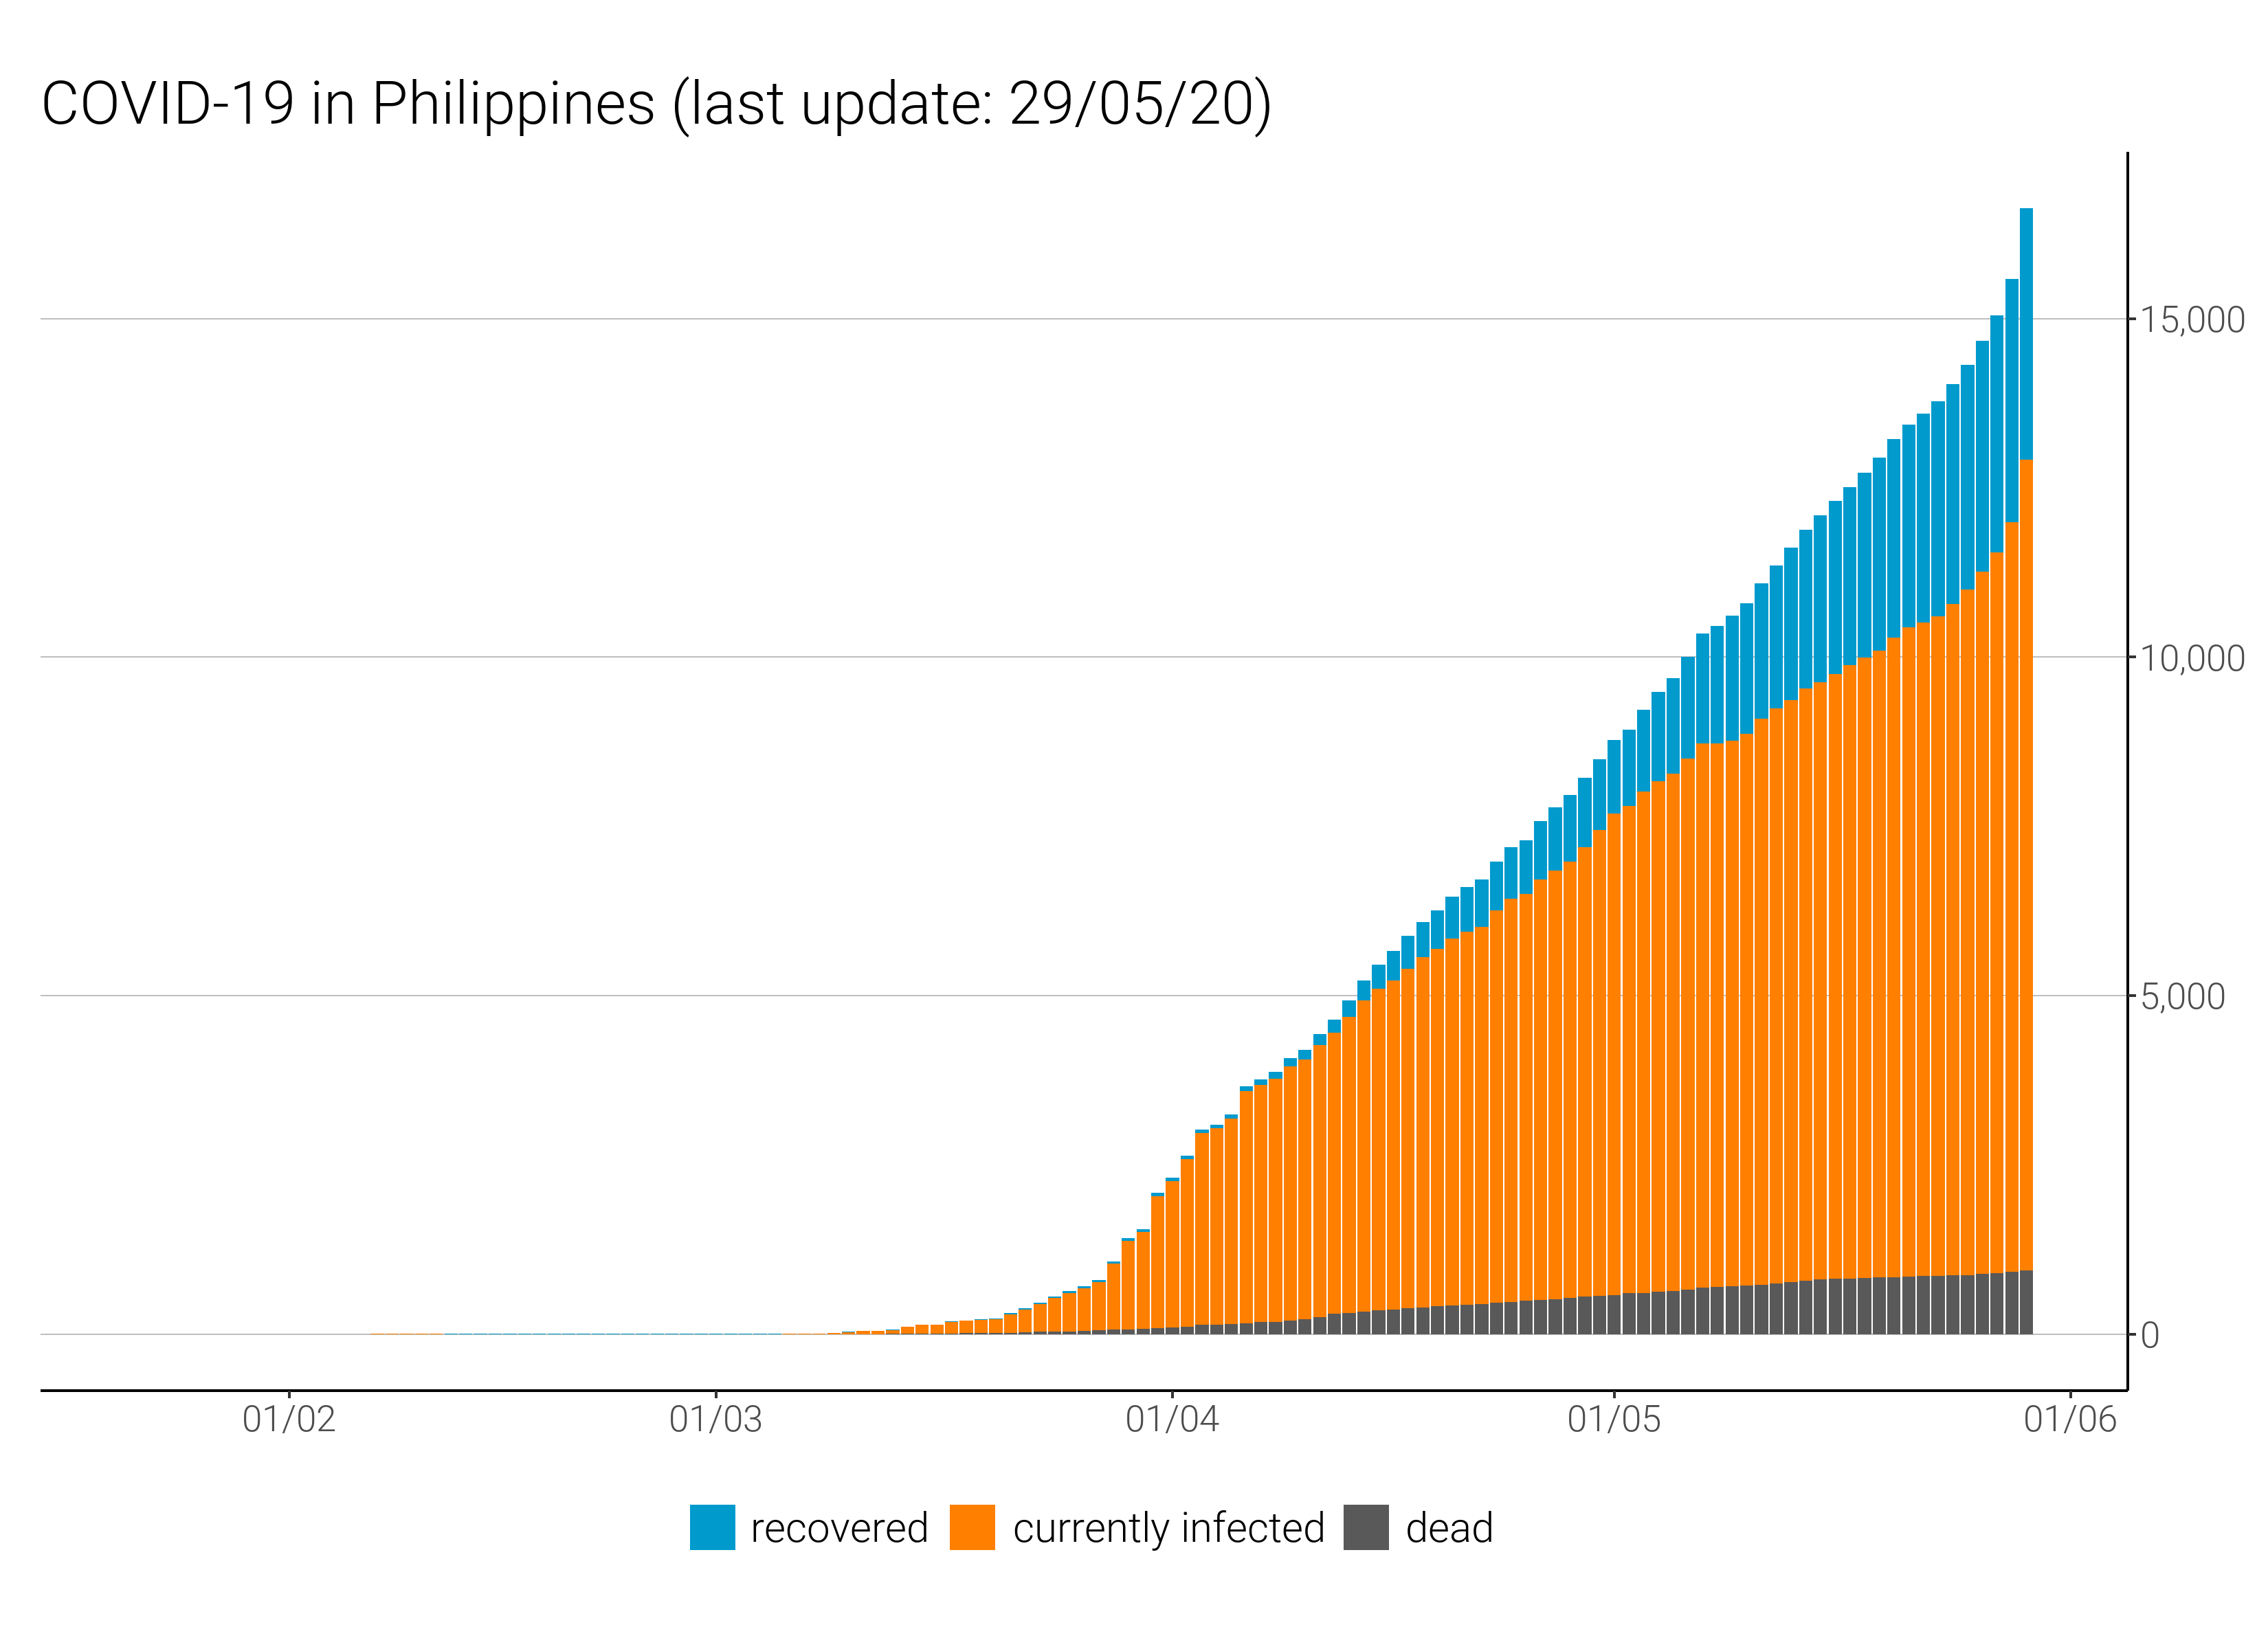 COVID-19 in Philippines (last update: 29/05/20)
15,000
10,000
5,000
0
01/02 01/03 01/04 01/05 01/06
recovered currently infected dead